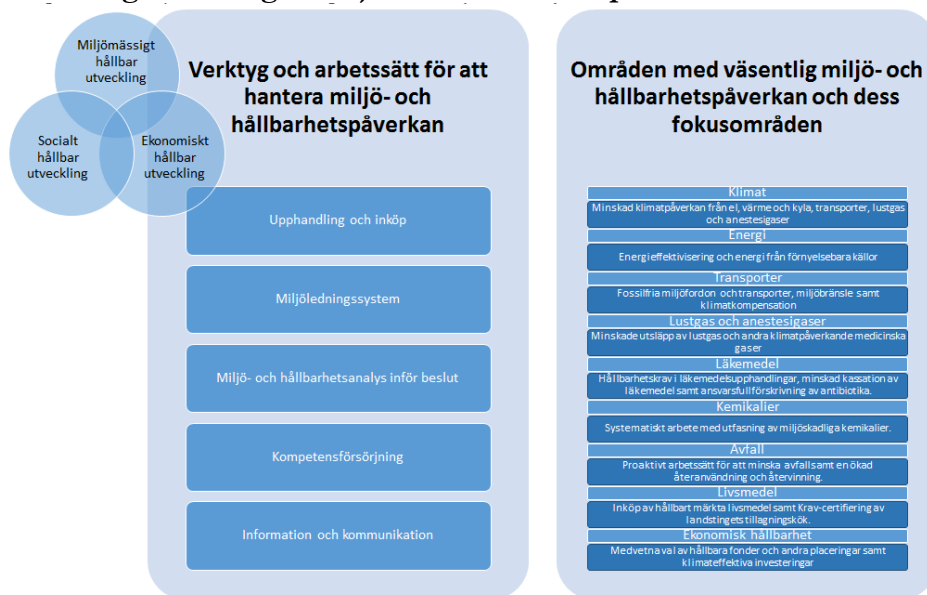 Miljömässigt
hållbar
utveckling
Socialt
hållbar
utveckling
Ekonomiskt
hållbar
utveckling
Verktyg och arbetssätt för att
hantera miljö- och
hållbarhetspåverkan
Upphandling och inköp
Miljöledningssystem
Miljö- och hållbarhetsanalys inför beslut
Kompetensförsörjning
Information och kommunikation
Områden med väsentlig miljö- och
hållbarhetspåverkan och dess
fokusområden
Klimat
Minskad klimatpåverkan från el, värme och kyla, transporter, lustgas
och anestesigaser
Energi
Energieffektivisering och energi från förnyelsebara källor
Transporter
Fossilfria miljöfordon och transporter, miljöbränsle samt
klimatkompensation
Lustgas och anestesigaser
Minskade utsläpp av lustgas och andra klimatpåverkande medicinska
gaser
Läkemedel
Hållbarhetskrav i läkemedelsupphandlingar, minskad kassation av
läkemedel samt ansvarsfull förskrivning av antibiotika.
Kemikalier
Systematiskt arbete med utfasning av miljöskadliga kemikalier.
Avfall
Proaktivt arbetssätt för att minska avfall samt en ökad
återanvändning och återvinning.
Livsmedel
Inköp av hållbart märkta livsmedel samt Krav-certifiering av
landstingets tillagningskök.
Ekonomisk hållbarhet
Medvetna val av hållbara fonder och andra placeringar samt
klimateffektiva investeringar